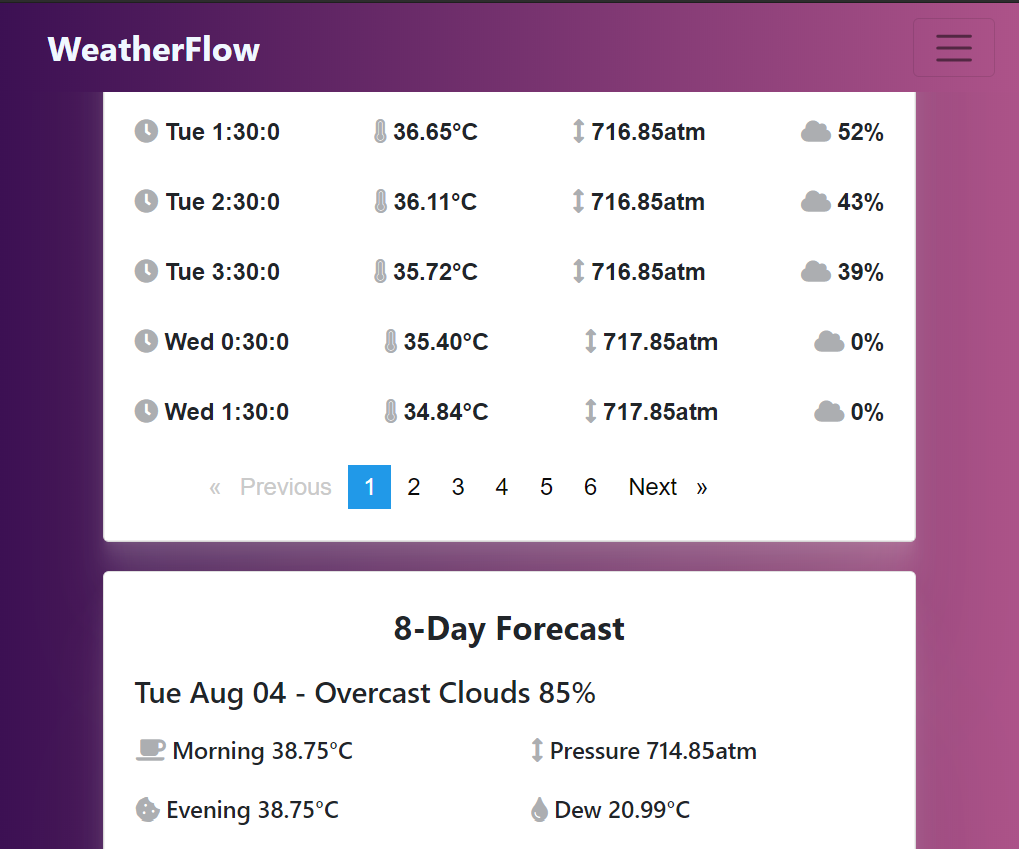 WeatherFlow
Tue 1:30:0 36.65°C 716.85atm 52%
Tue 2:30:0 36.11°C 716.85atm 43%
Tue 3:30:0 35.72°C 716.85atm 39%
Wed 0:30:0 35.40°C 717.85atm 0%
Wed 1:30:0 34.84°C 717.85atm 0%
« Previous 1 2 3 4 5 6 Next »
8-Day Forecast
Tue Aug 04 - Overcast Clouds 85%
Morning 38.75°C Pressure 714.85atm
Evening 38.75°C Dew 20.99°C